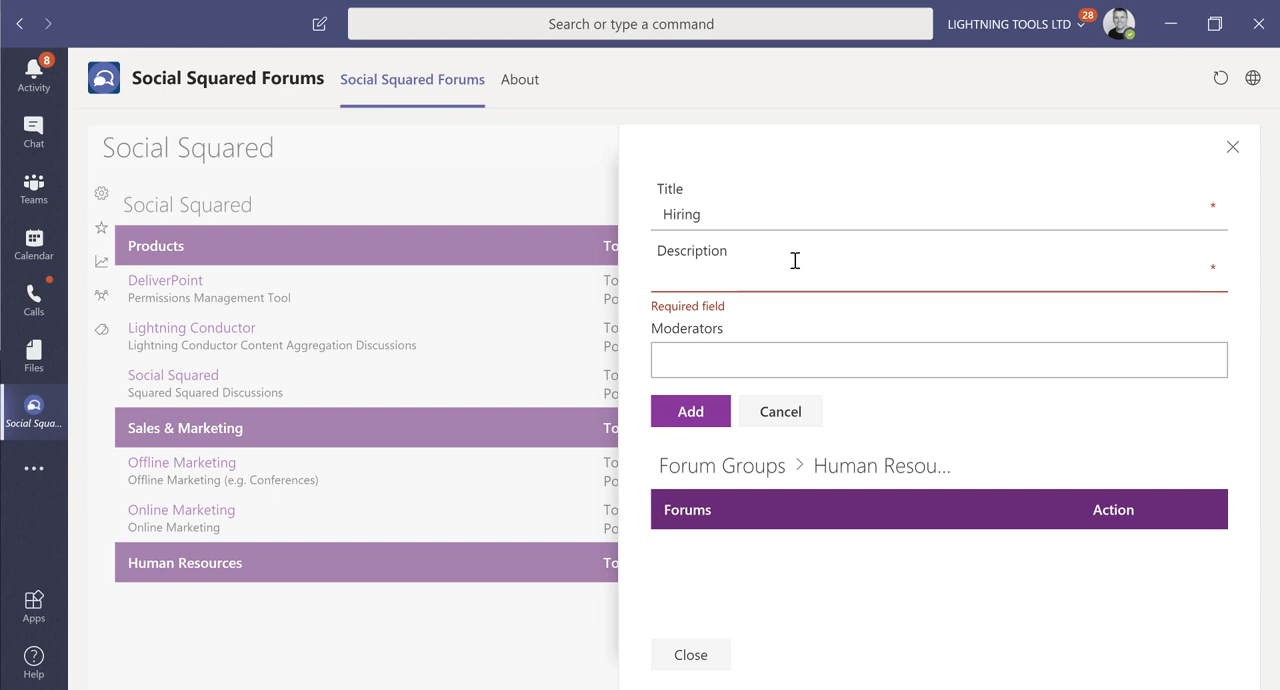 Search or type a command
LIGHTNING TOOLS LTD
28
8
Activity
Chat
Teams
Calendar
Calls
Files
Social Squa...
Apps
Help
Social Squared Forums
Social Squared Forums
About
Social Squared
Social Squared
Products
To
DeliverPoint
To
Permissions Management Tool
Po
Lightning Conductor
To
Lightning Conductor Content Aggregation Discussions
Po
Social Squared
To
Squared Squared Discussions
Po
Sales & Marketing
To
Offline Marketing
To
Offline Marketing (e.g. Conferences)
Po
Online Marketing
To
Online Marketing
Po
Human Resources
To
Title
Hiring
*
Description
*
Required field
Moderators
Add
Cancel
Forum Groups > Human Resou...
Forums
Action
Close